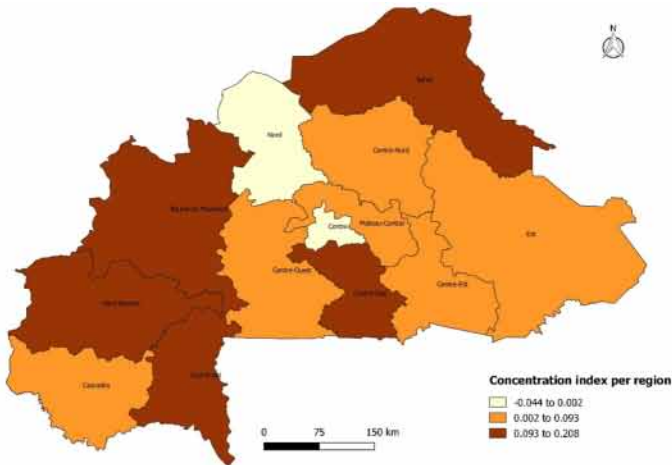 N
Sahel
Nord
Centre-Nord
Boucle du Mouhoun
Est
Plateau-Central
Centre
Centre-Ouest
Centre-Est
Centre-Sud
Hauts-Bassins
Sud-Ouest
Cascades
Concentration index per region
-0.044 to 0.002
0.002 to 0.093
0.093 to 0.208
0 75 150 km